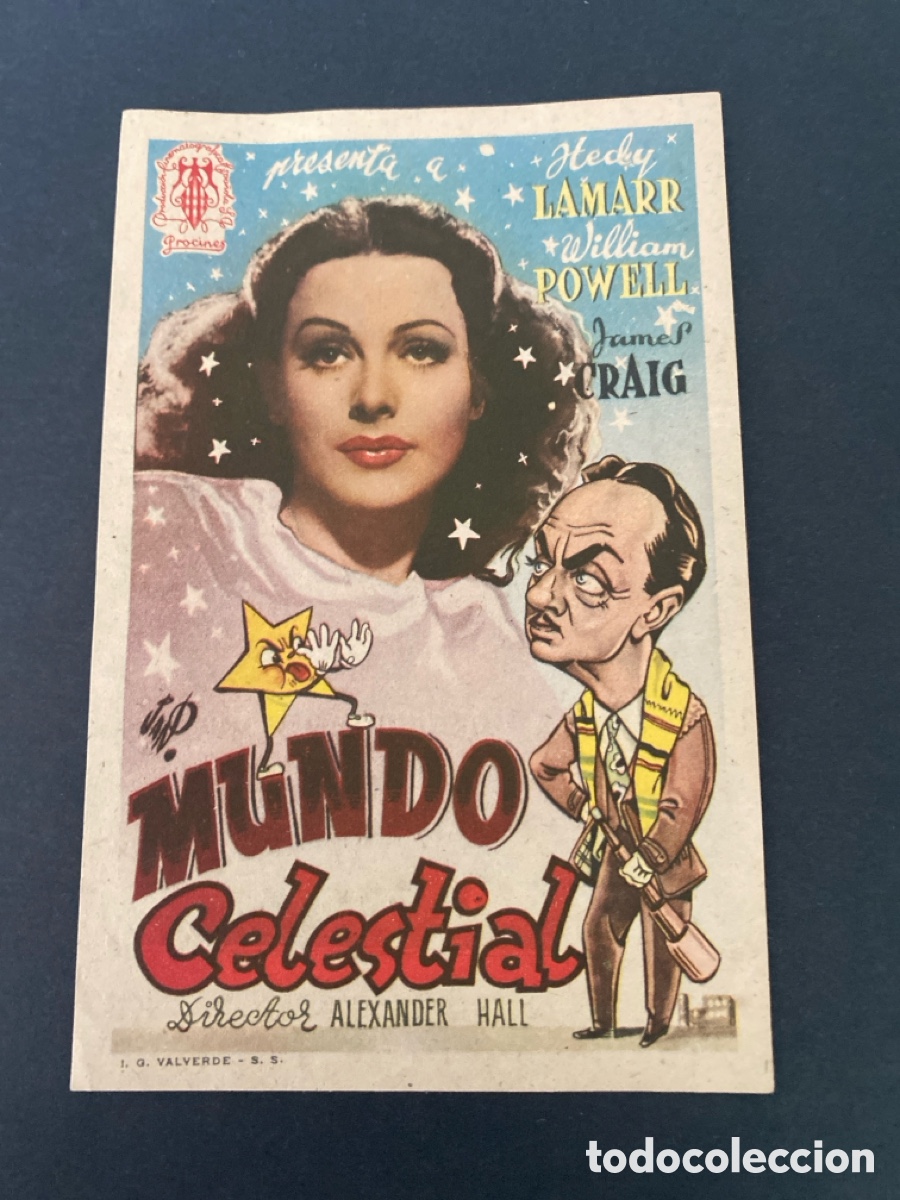 presenta a
Hedy
LAMARR
William
POWELL
James
CRAIG
Procines
MUNDO
Celestial
Director ALEXANDER HALL
I. G. VALVERDE - S. S.
todocoleccion